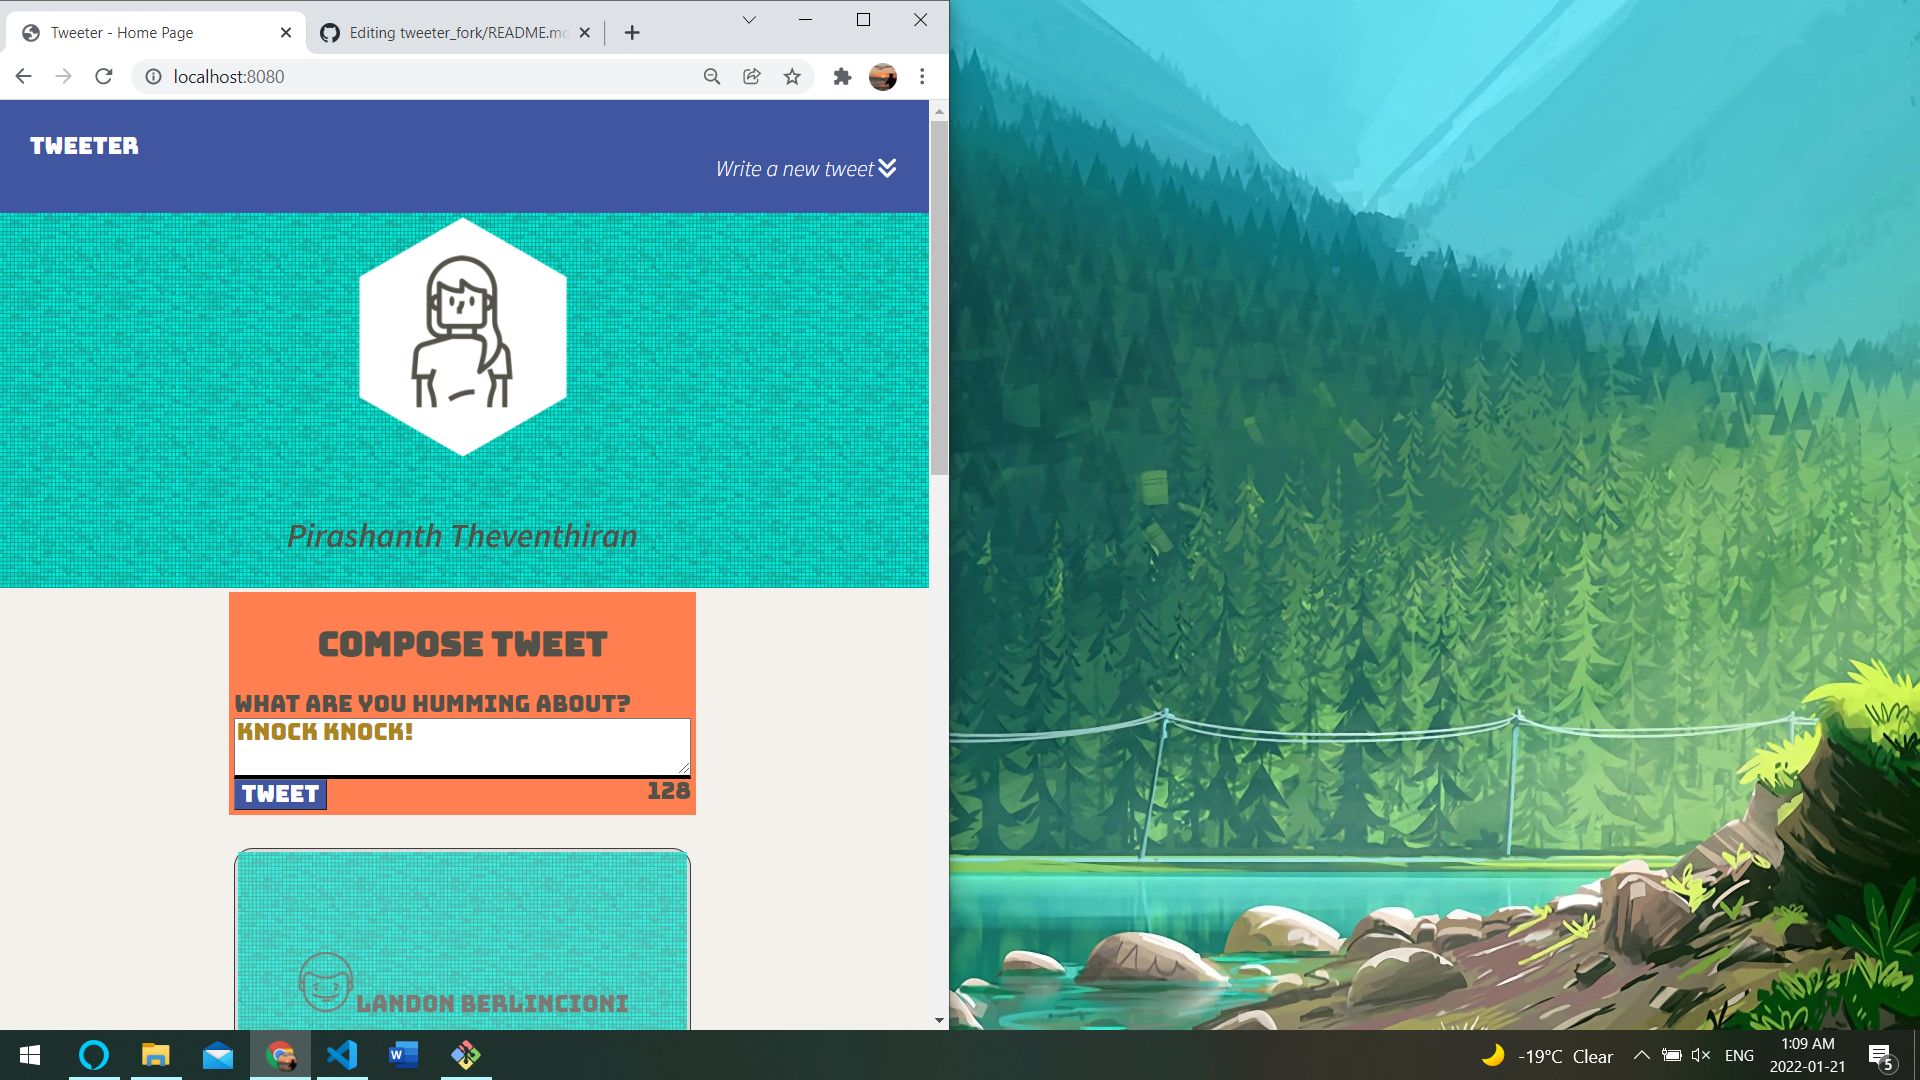 Tweeter - Home Page
Editing tweeter_fork/README.md
localhost:8080
TWEETER
Write a new tweet
Pirashanth Theventhiran
COMPOSE TWEET
WHAT ARE YOU HUMMING ABOUT?
KNOCK KNOCK!
TWEET
128
LANDON BERLINCIONI
-19°C Clear
ENG
1:09 AM
2022-01-21
5